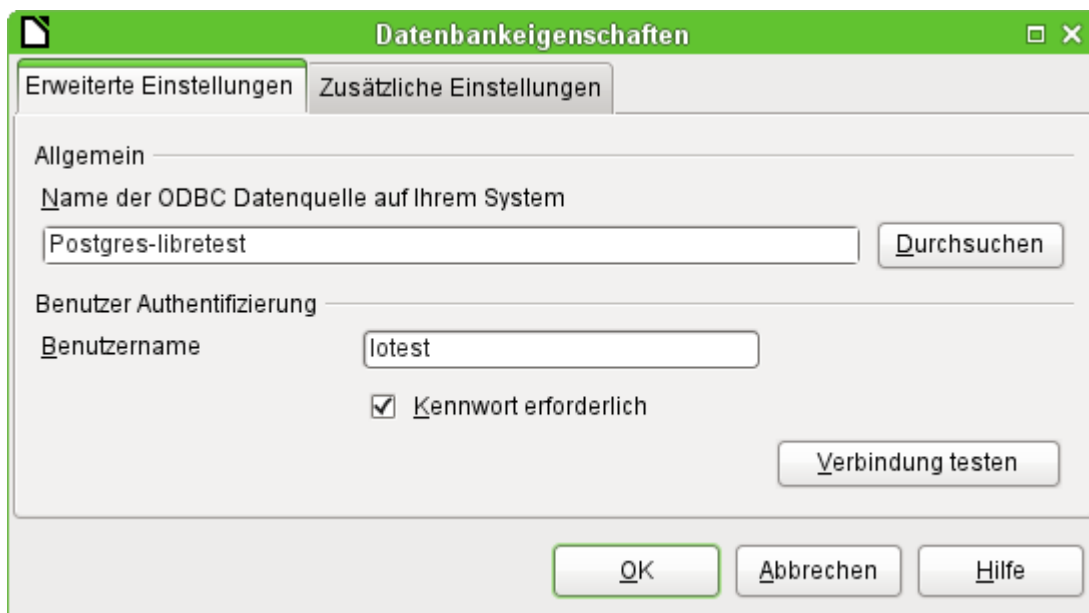 Datenbankeigenschaften
Erweiterte Einstellungen Zusätzliche Einstellungen
Allgemein
Name der ODBC Datenquelle auf Ihrem System
Postgres-libretest Durchsuchen
Benutzer Authentifizierung
Benutzername lotest
Kennwort erforderlich
Verbindung testen
OK Abbrechen Hilfe